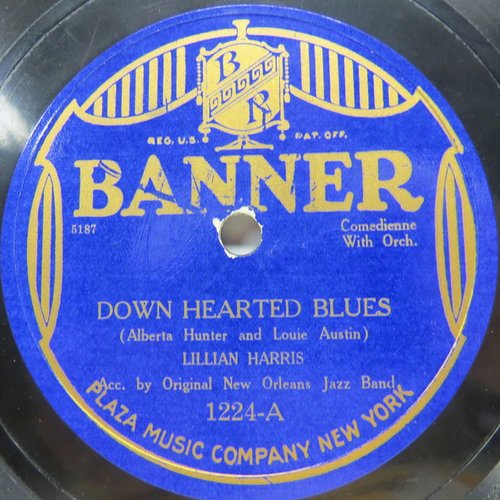 B
R
REG. U.S. PAT. OFF.
BANNER
5187
Comedienne
With Orch.
DOWN HEARTED BLUES
(Alberta Hunter and Louie Austin)
LILLIAN HARRIS
Acc. by Original New Orleans Jazz Band
1224-A
PLAZA MUSIC COMPANY NEW YORK